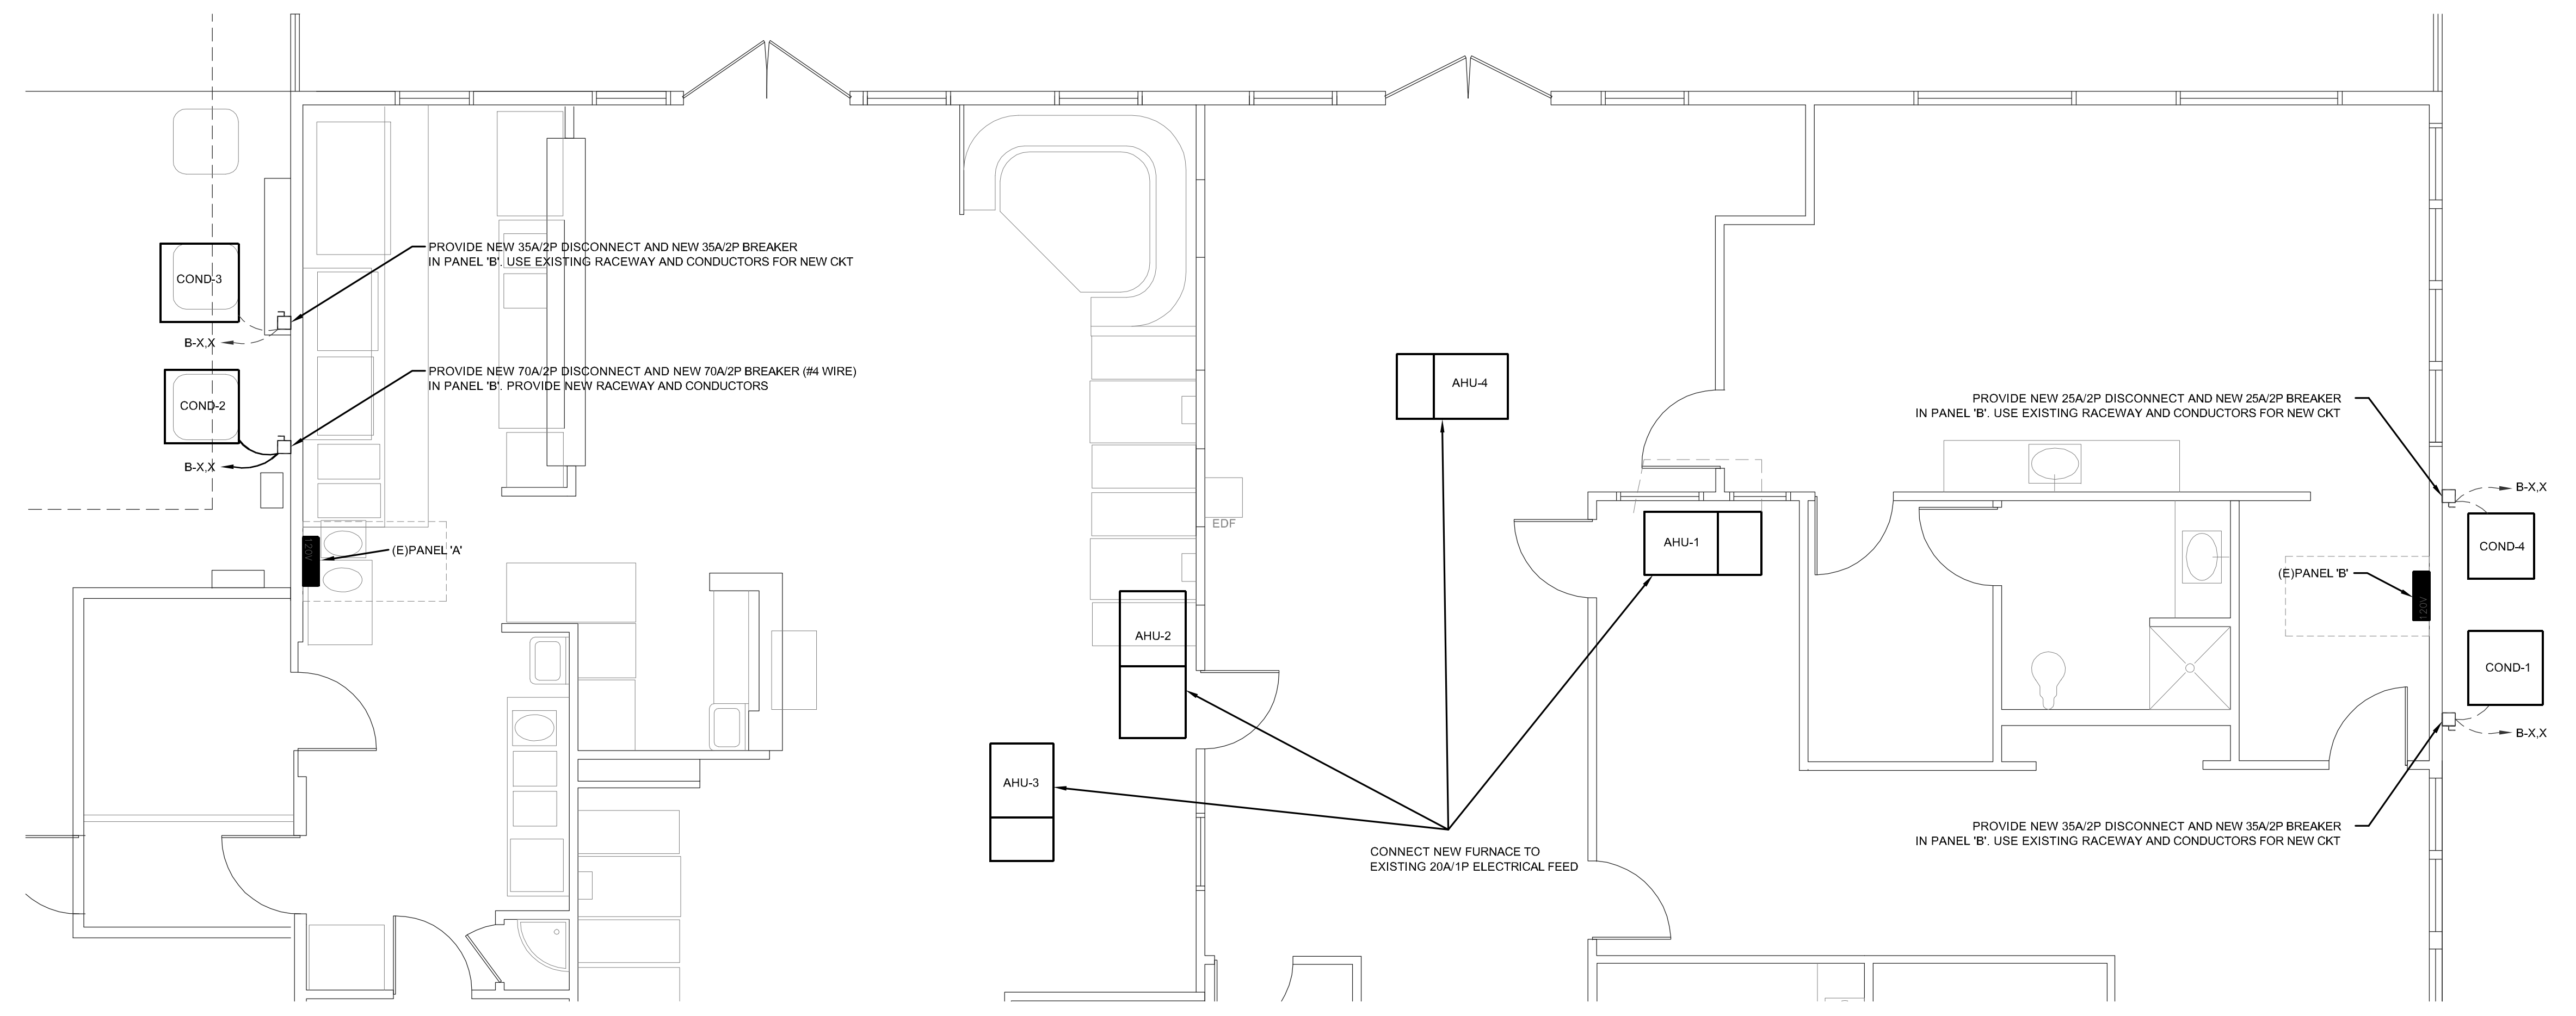 PROVIDE NEW 35A/2P DISCONNECT AND NEW 35A/2P BREAKER
IN PANEL 'B'. USE EXISTING RACEWAY AND CONDUCTORS FOR NEW CKT
COND-3
B-X,X
PROVIDE NEW 70A/2P DISCONNECT AND NEW 70A/2P BREAKER (#4 WIRE)
IN PANEL 'B'. PROVIDE NEW RACEWAY AND CONDUCTORS
COND-2
B-X,X
120V
(E)PANEL 'A'
AHU-4
EDF
AHU-1
AHU-2
AHU-3
CONNECT NEW FURNACE TO
EXISTING 20A/1P ELECTRICAL FEED
PROVIDE NEW 25A/2P DISCONNECT AND NEW 25A/2P BREAKER
IN PANEL 'B'. USE EXISTING RACEWAY AND CONDUCTORS FOR NEW CKT
B-X,X
COND-4
(E)PANEL 'B'
120V
COND-1
B-X,X
PROVIDE NEW 35A/2P DISCONNECT AND NEW 35A/2P BREAKER
IN PANEL 'B'. USE EXISTING RACEWAY AND CONDUCTORS FOR NEW CKT